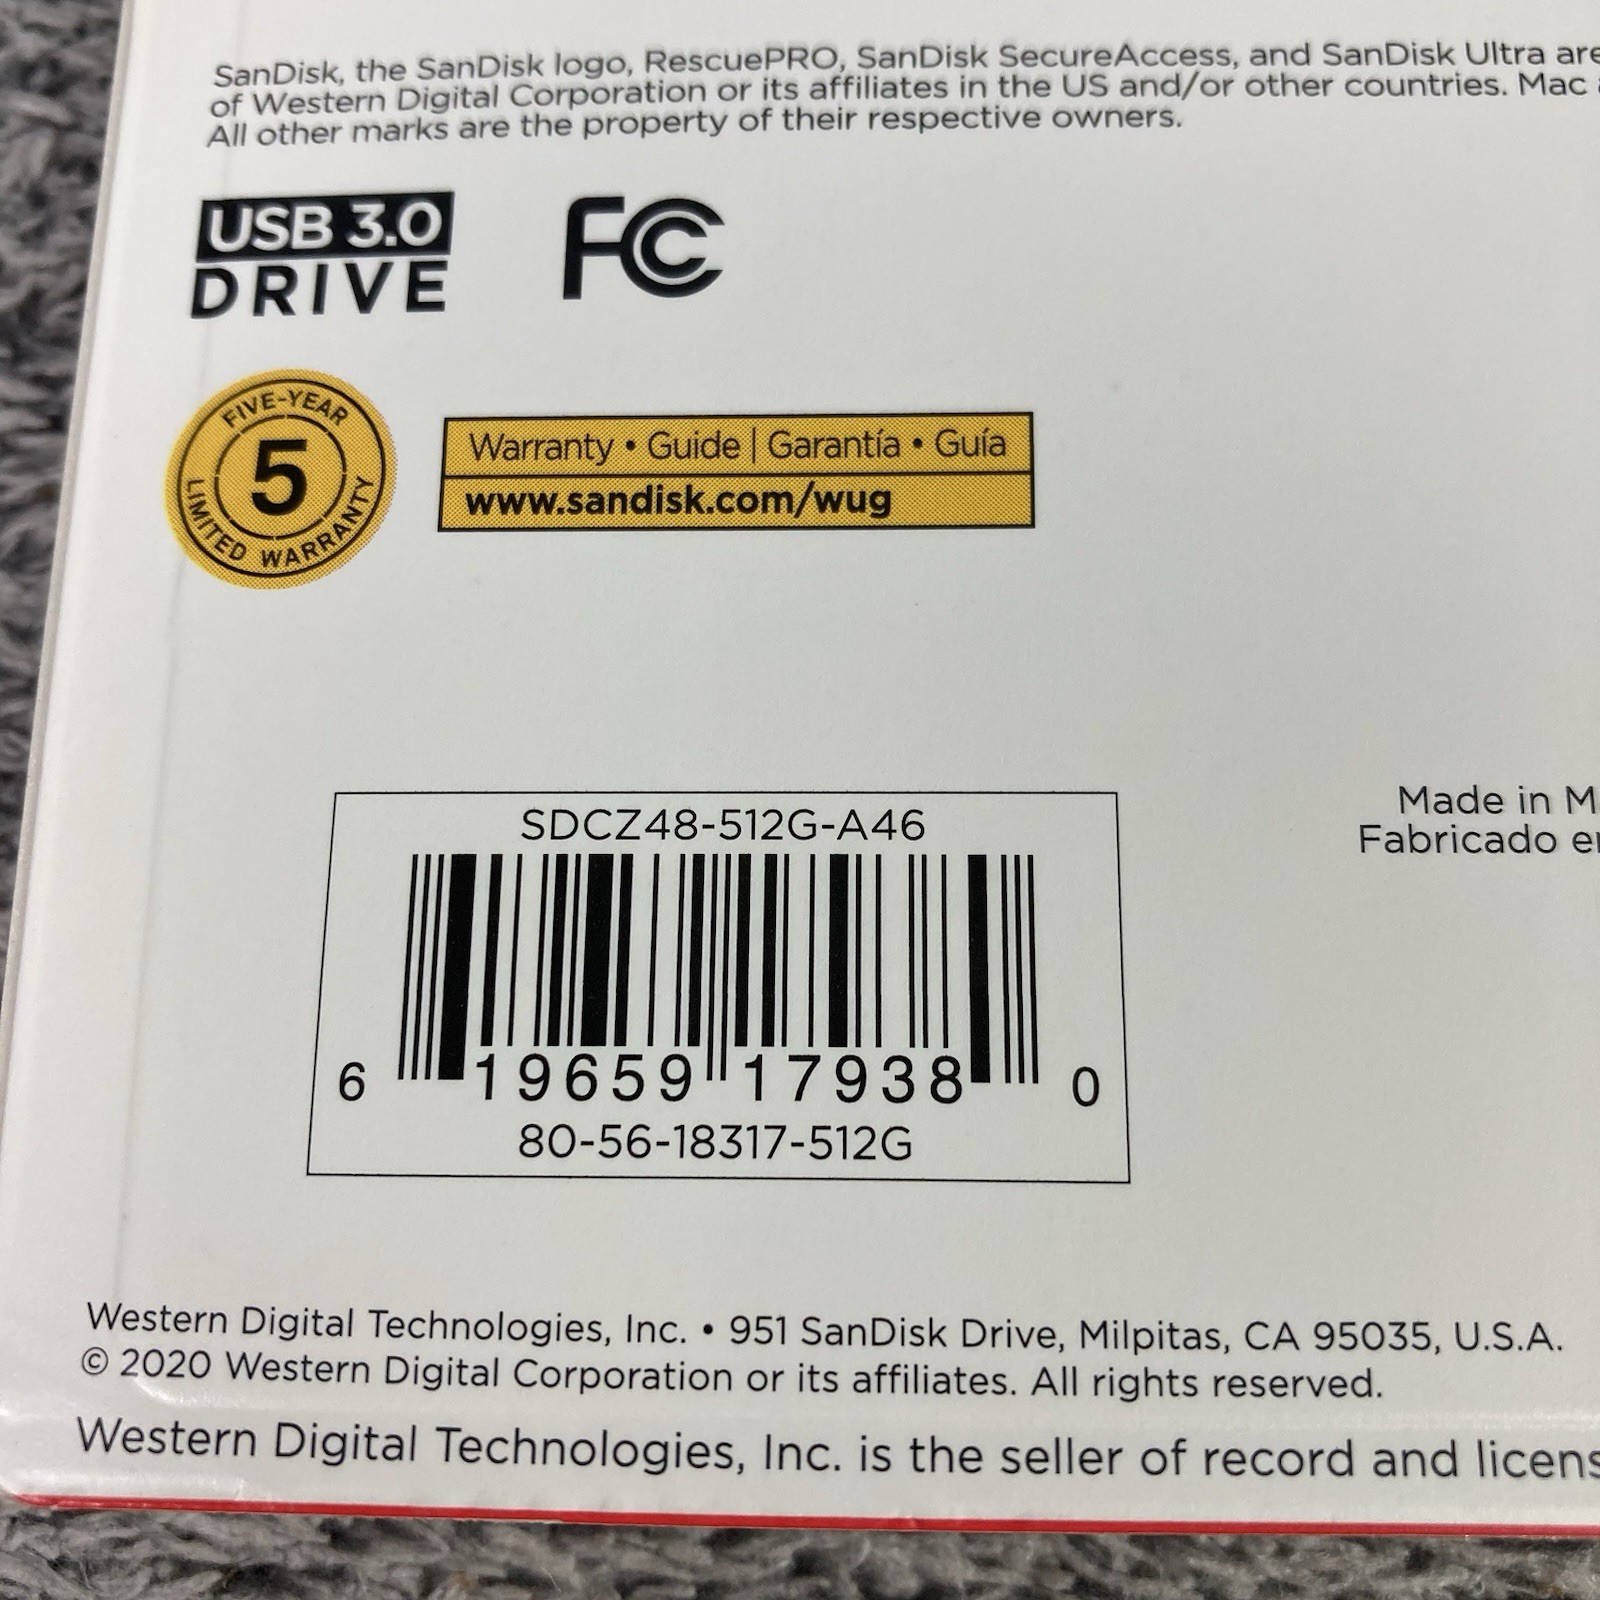 SanDisk, the SanDisk logo, RescuePRO, SanDisk SecureAccess, and SanDisk Ultra are
of Western Digital Corporation or its affiliates in the US and/or other countries. Mac
All other marks are the property of their respective owners.
USB 3.0
DRIVE
FC
FIVE-YEAR
5
LIMITED WARRANTY
Warranty • Guide | Garantía • Guía
www.sandisk.com/wug
Made in M
Fabricado en
SDCZ48-512G-A46
6 19659 17938 0
80-56-18317-512G
Western Digital Technologies, Inc. • 951 SanDisk Drive, Milpitas, CA 95035, U.S.A.
© 2020 Western Digital Corporation or its affiliates. All rights reserved.
Western Digital Technologies, Inc. is the seller of record and licens